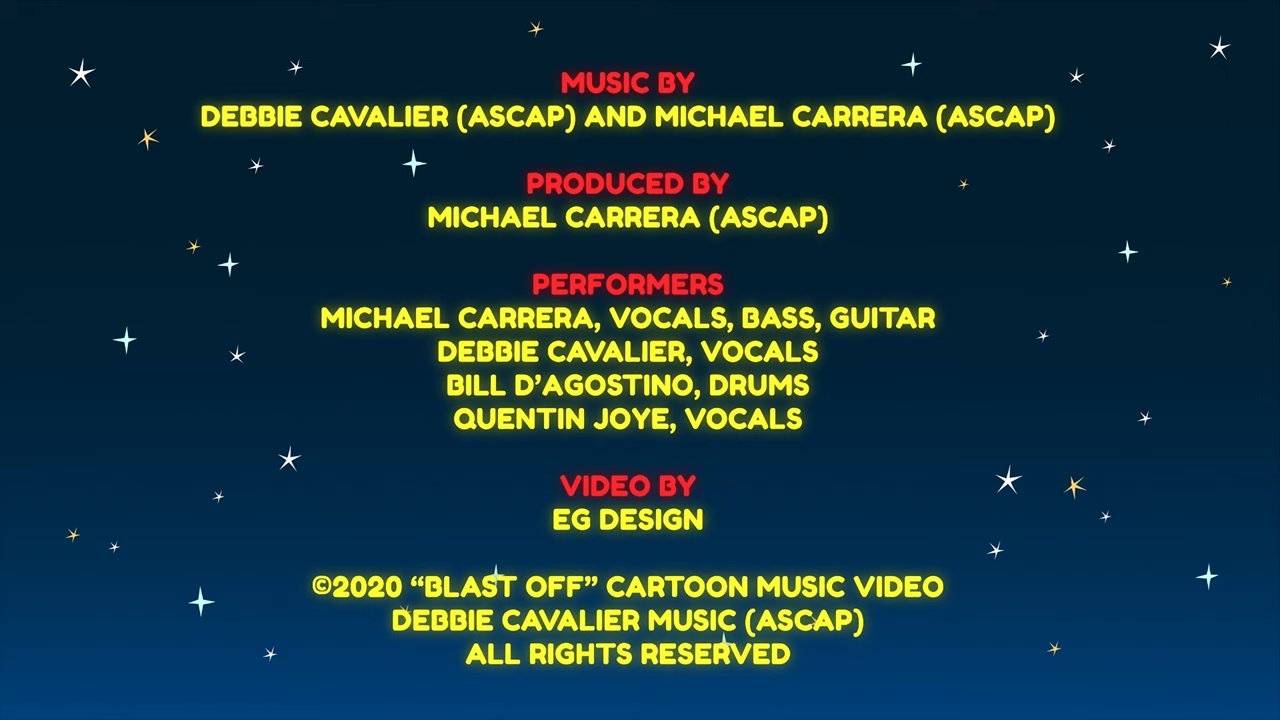 MUSIC BY
DEBBIE CAVALIER (ASCAP) AND MICHAEL CARRERA (ASCAP)
PRODUCED BY
MICHAEL CARRERA (ASCAP)
PERFORMERS
MICHAEL CARRERA, VOCALS, BASS, GUITAR
DEBBIE CAVALIER, VOCALS
BILL D’AGOSTINO, DRUMS
QUENTIN JOYE, VOCALS
VIDEO BY
EG DESIGN
©2020 “BLAST OFF” CARTOON MUSIC VIDEO
DEBBIE CAVALIER MUSIC (ASCAP)
ALL RIGHTS RESERVED